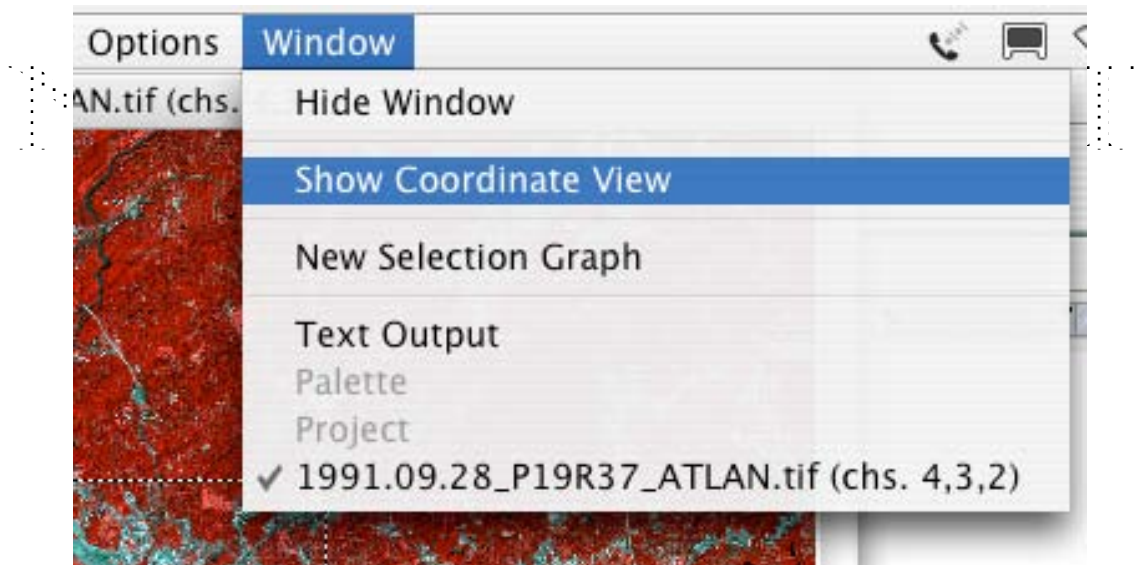 Options Window
AN.tif (chs.
Hide Window
Show Coordinate View
New Selection Graph
Text Output
Palette
Project
✓ 1991.09.28_P19R37_ATLAN.tif (chs. 4,3,2)